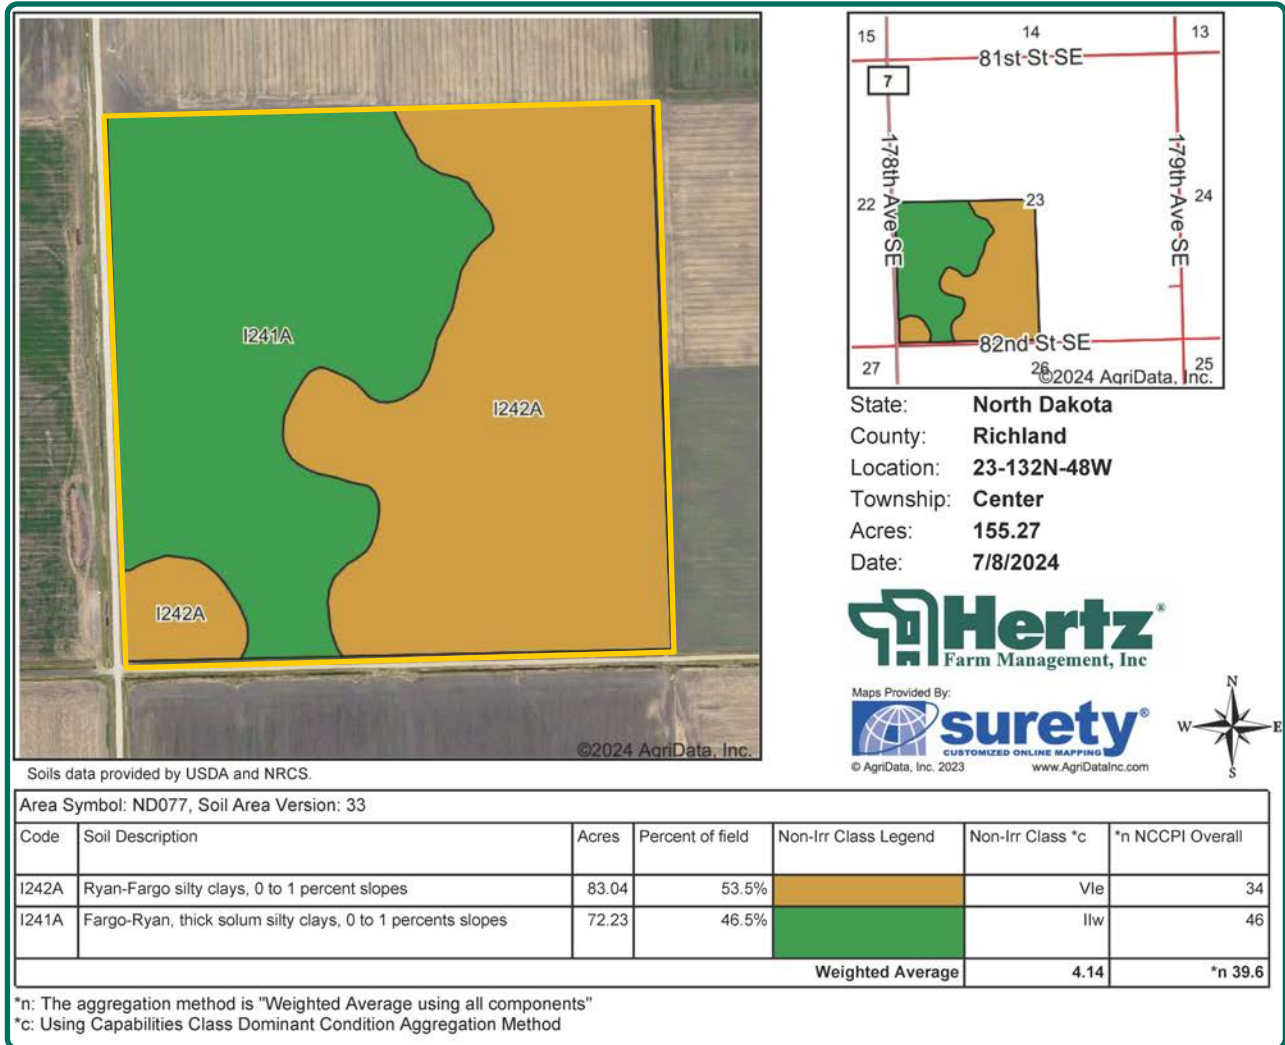 I241A
I242A
I242A
©2024 AgriData, Inc.
Soils data provided by USDA and NRCS.
15
14
13
81st St SE
7
178th Ave SE
179th Ave SE
22
23
24
82nd St SE
27
26
25
©2024 AgriData, Inc.
State: North Dakota
County: Richland
Location: 23-132N-48W
Township: Center
Acres: 155.27
Date: 7/8/2024
Hertz®
Farm Management, Inc
Maps Provided By:
surety®
CUSTOMIZED ONLINE MAPPING
© AgriData, Inc. 2023 www.AgriDataInc.com
N
W E
S
Area Symbol: ND077, Soil Area Version: 33
Code Soil Description Acres Percent of field Non-Irr Class Legend Non-Irr Class *c *n NCCPI Overall
I242A Ryan-Fargo silty clays, 0 to 1 percent slopes 83.04 53.5% VIe 34
I241A Fargo-Ryan, thick solum silty clays, 0 to 1 percents slopes 72.23 46.5% IIw 46
Weighted Average 4.14 *n 39.6
*n: The aggregation method is "Weighted Average using all components"
*c: Using Capabilities Class Dominant Condition Aggregation Method